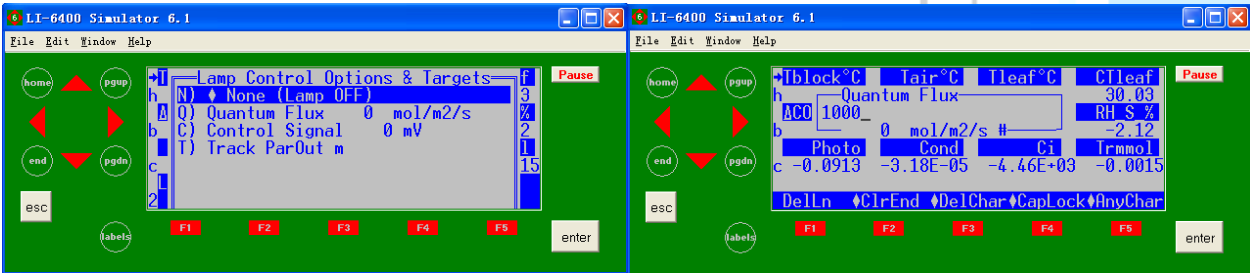 LI-6400 Simulator 6.1
File Edit Window Help
home
pgup
end
pgdn
esc
labels
Pause
enter
Lamp Control Options & Targets
N) ♦ None (Lamp OFF)
Q) Quantum Flux 0 mol/m2/s
C) Control Signal 0 mV
T) Track ParOut m
→T
h
Δ
b
c
L
2
f
3
%
2
l
15
F1 F2 F3 F4 F5
LI-6400 Simulator 6.1
File Edit Window Help
home
pgup
end
pgdn
esc
labels
Pause
enter
→Tblock°C Tair°C Tleaf°C CTleaf
h Quantum Flux 30.03
ΔCO 1000_ RH_S_%
b 0 mol/m2/s # -2.12
Photo Cond Ci Trmmol
c -0.0913 -3.18E-05 -4.46E+03 -0.0015
DelLn ♦ClrEnd ♦DelChar♦CapLock♦AnyChar
F1 F2 F3 F4 F5